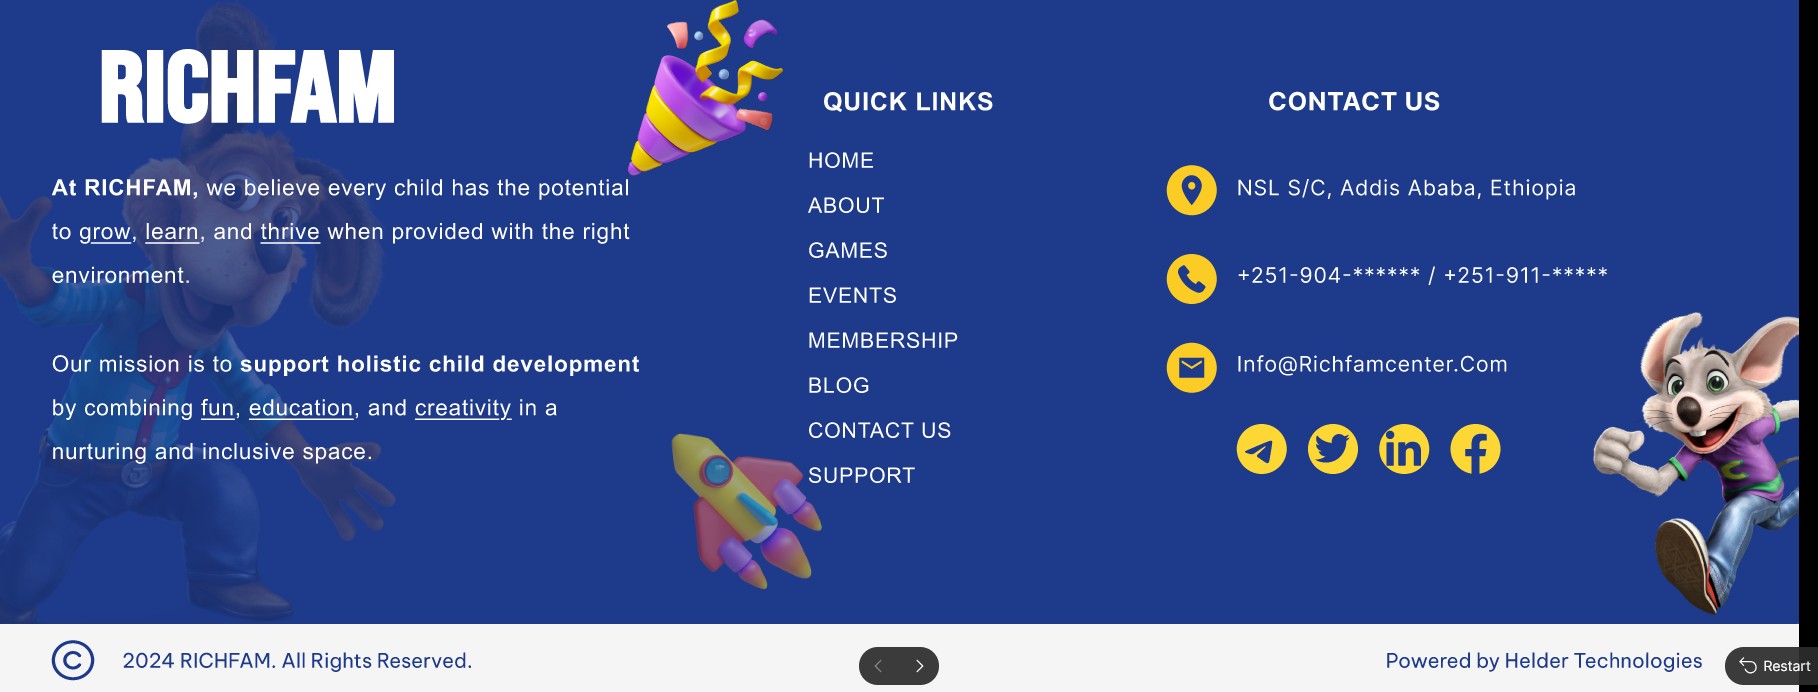 RICHFAM
At RICHFAM, we believe every child has the potential
to grow, learn, and thrive when provided with the right
environment.
Our mission is to support holistic child development
by combining fun, education, and creativity in a
nurturing and inclusive space.
QUICK LINKS
HOME
ABOUT
GAMES
EVENTS
MEMBERSHIP
BLOG
CONTACT US
SUPPORT
CONTACT US
NSL S/C, Addis Ababa, Ethiopia
+251-904-****** / +251-911-*****
Info@Richfamcenter.Com
in
C
© 2024 RICHFAM. All Rights Reserved.
Powered by Helder Technologies
Restart